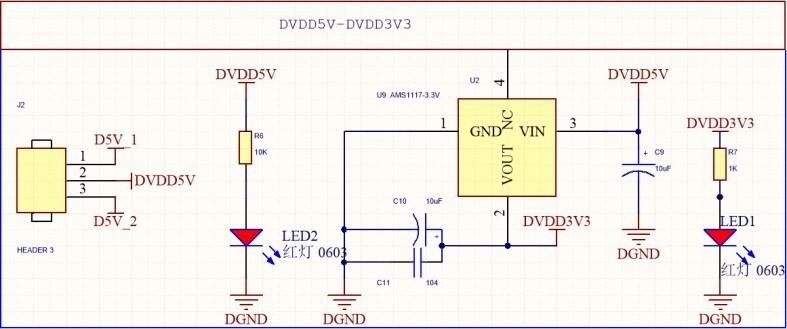 DVDD5V-DVDD3V3
J2
D5V_1
1
2
3
DVDD5V
D5V_2
HEADER 3
DVDD5V
R6
10K
LED2
红灯 0603
DGND
U9 AMS1117-3.3V
U2
4
1
GND
NC
VIN
3
VOUT
2
C10
10uF
+
C11
104
DGND
DVDD3V3
DVDD5V
+
C9
10uF
DGND
DVDD3V3
R7
1K
LED1
红灯 0603
DGND